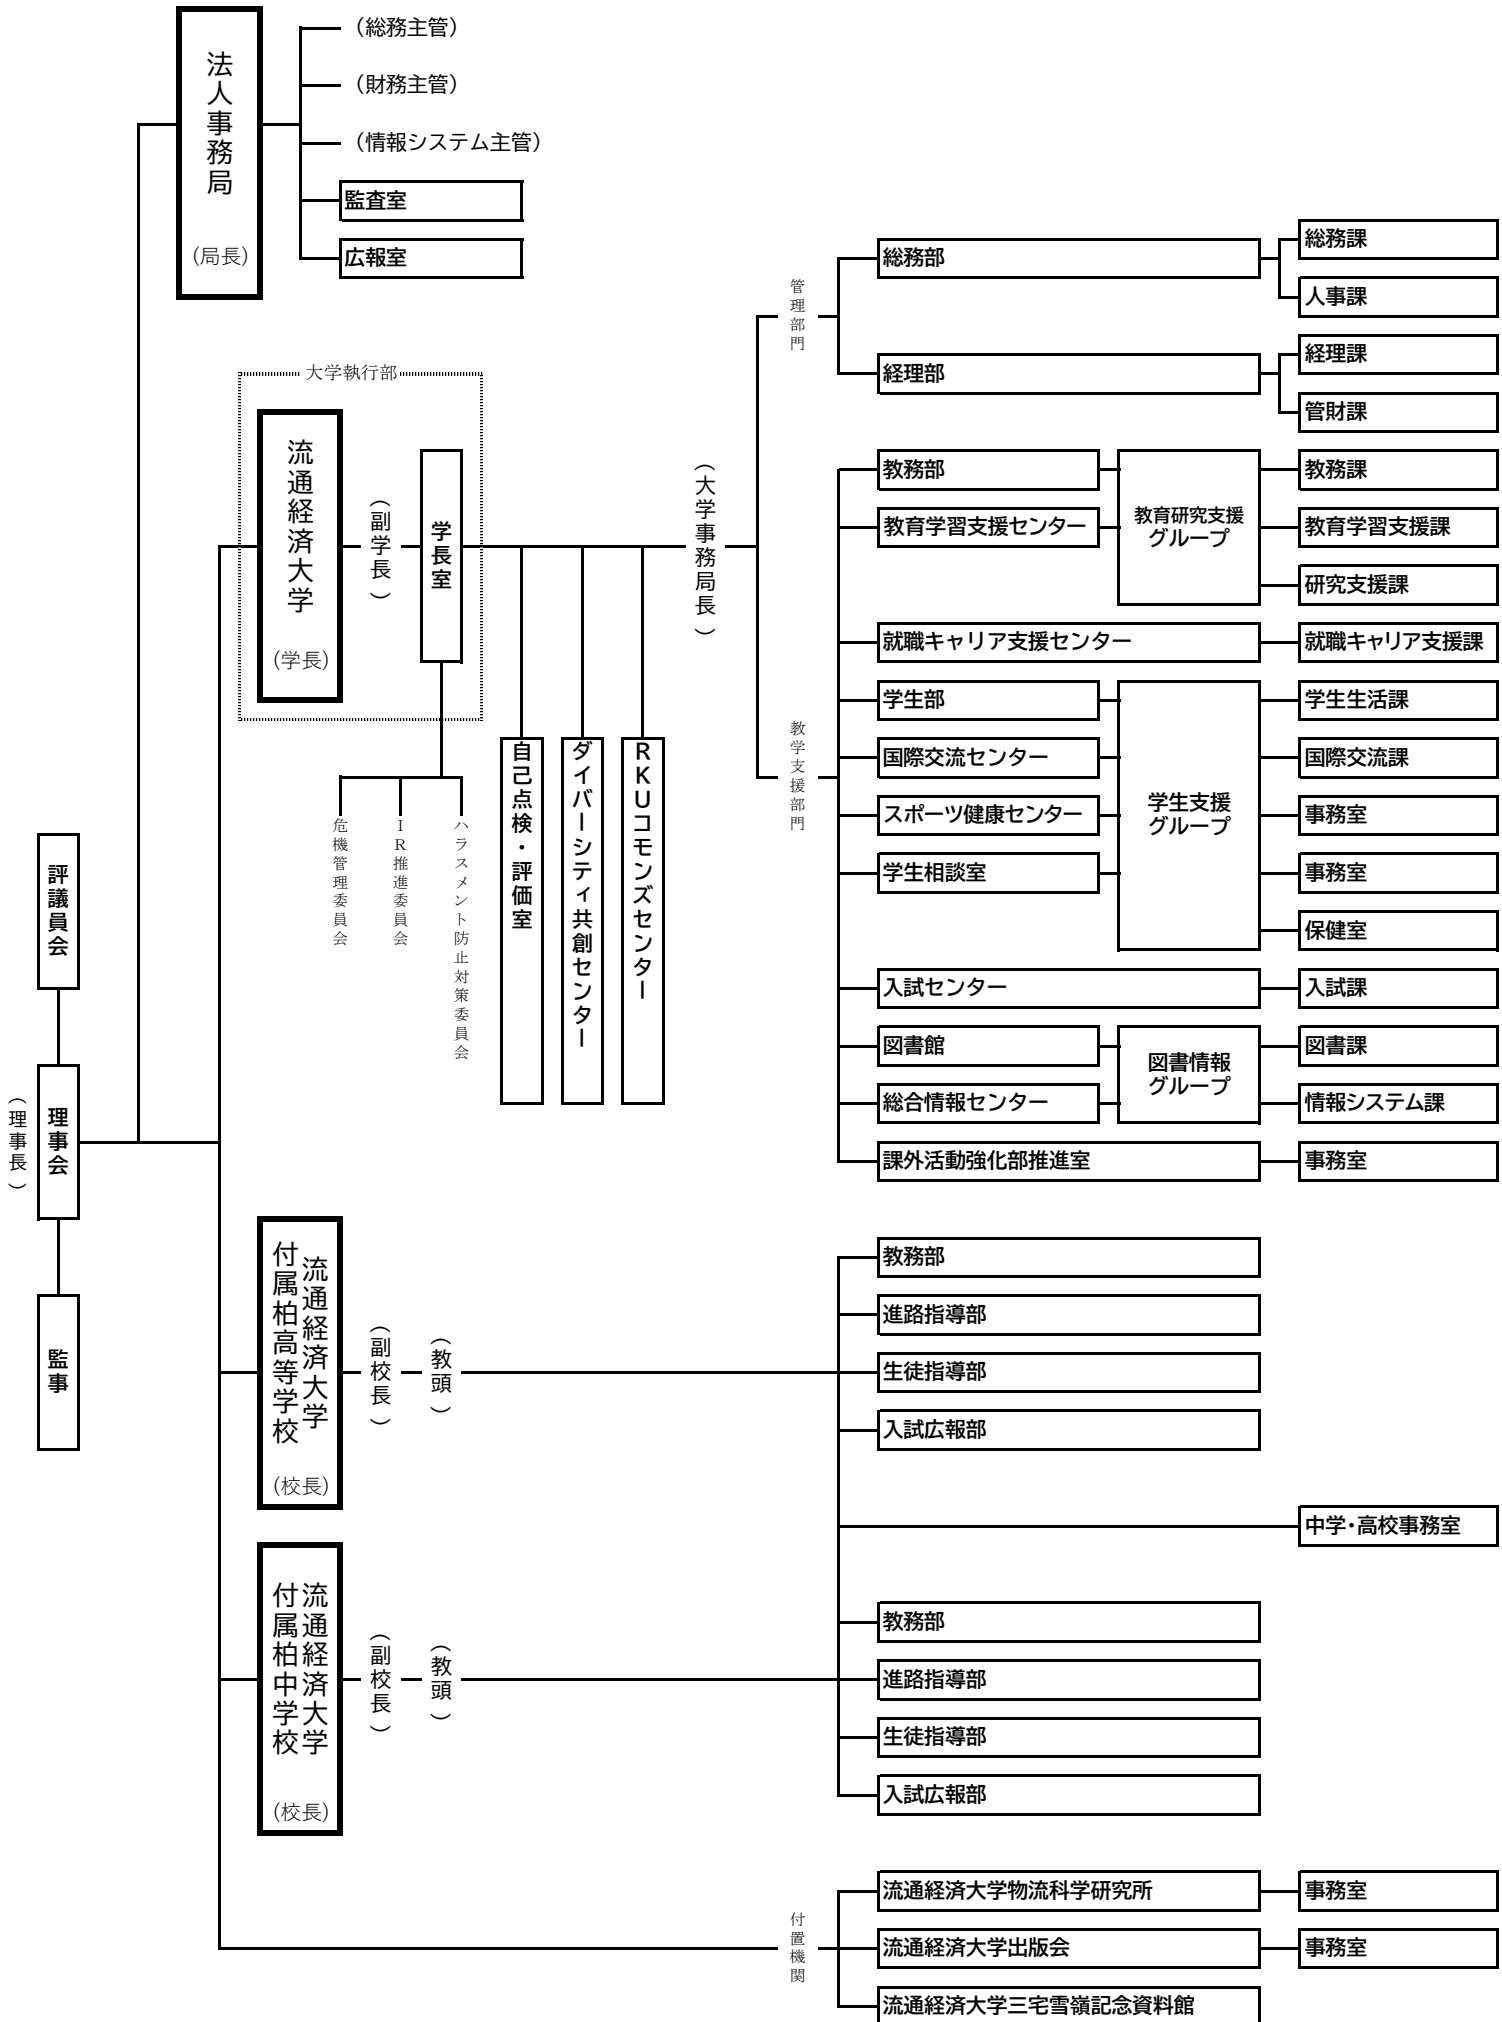 法人事務局
(局長)
(総務主管)
(財務主管)
(情報システム主管)
監査室
広報室
評議員会
理事会
(理事長)
監事
大学執行部
流通経済大学
(学長)
(副学長)
学長室
危機管理委員会
IR推進委員会
ハラスメント防止対策委員会
自己点検・評価室
ダイバーシティ共創センター
RKUコモンズセンター
(大学事務局長)
管理部門
総務部
総務課
人事課
経理部
経理課
管財課
教学支援部門
教務部
教育学習支援センター
教育研究支援
グループ
教務課
教育学習支援課
研究支援課
就職キャリア支援センター
就職キャリア支援課
学生部
国際交流センター
スポーツ健康センター
学生相談室
学生支援
グループ
学生生活課
国際交流課
事務室
事務室
保健室
入試センター
入試課
図書館
総合情報センター
図書情報
グループ
図書課
情報システム課
課外活動強化部推進室
事務室
流通経済大学
付属柏高等学校
(校長)
(副校長)
(教頭)
教務部
進路指導部
生徒指導部
入試広報部
中学・高校事務室
流通経済大学
付属柏中学校
(校長)
(副校長)
(教頭)
教務部
進路指導部
生徒指導部
入試広報部
付置機関
流通経済大学物流科学研究所
事務室
流通経済大学出版会
事務室
流通経済大学三宅雪嶺記念資料館